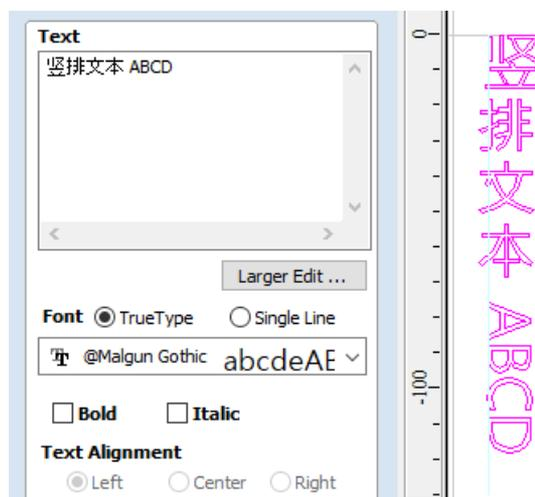 Text
竖排文本 ABCD
Larger Edit ...
Font TrueType Single Line
@Malgun Gothic abcdeAE
Bold Italic
Text Alignment
Left Center Right
0
-100
竖排文本 ABCD